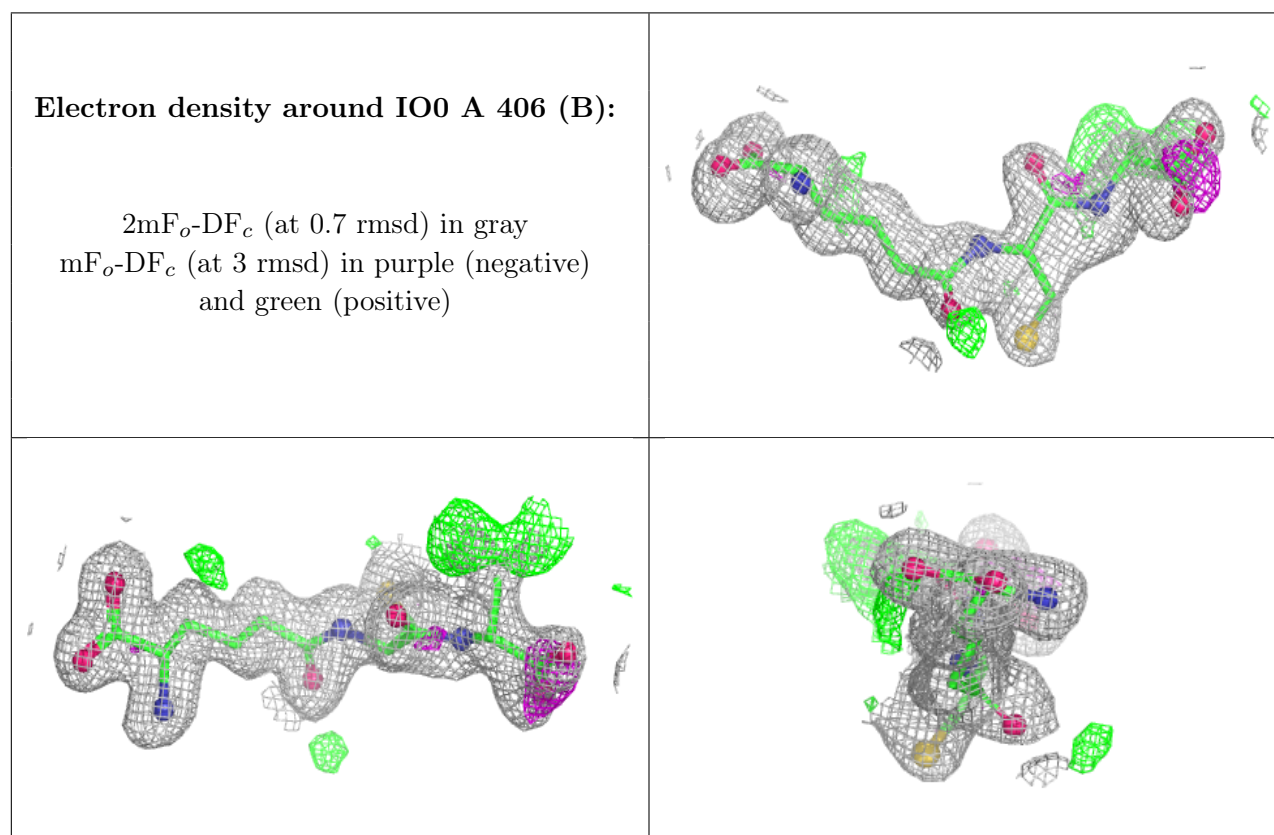 Electron density around IO0 A 406 (B):
2mFo-DFc (at 0.7 rmsd) in gray
mFo-DFc (at 3 rmsd) in purple (negative)
and green (positive)